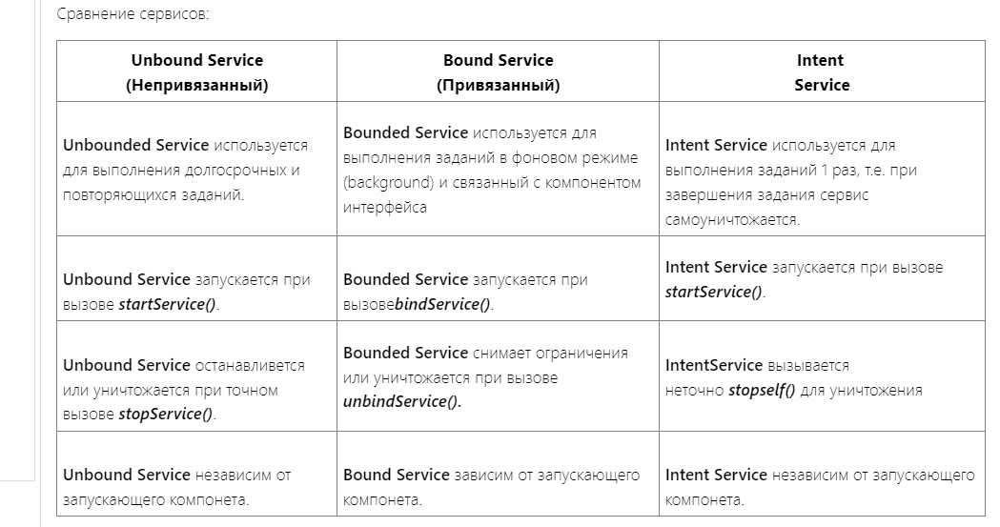 Сравнение сервисов:
Unbound Service
(Непривязанный)
Bound Service
(Привязанный)
Intent
Service
Unbounded Service используется
для выполнения долгосрочных и
повторяющихся заданий.
Bounded Service используется для
выполнения заданий в фоновом режиме
(background) и связанный с компонентом
интерфейса
Intent Service используется для
выполнения заданий 1 раз, т.е. при
завершения задания сервис
самоуничтожается.
Unbound Service запускается при
вызове startService().
Bounded Service запускается при
вызовеbindService().
Intent Service запускается при вызове
startService().
Unbound Service останавливется
или уничтожается при точном
вызове stopService().
Bounded Service снимает ограничения
или уничтожается при вызове
unbindService().
IntentService вызывается
неточно stopself() для уничтожения
Unbound Service независим от
запускающего компонета.
Bound Service зависим от запускающего
компонета.
Intent Service независим от запускающего
компонета.